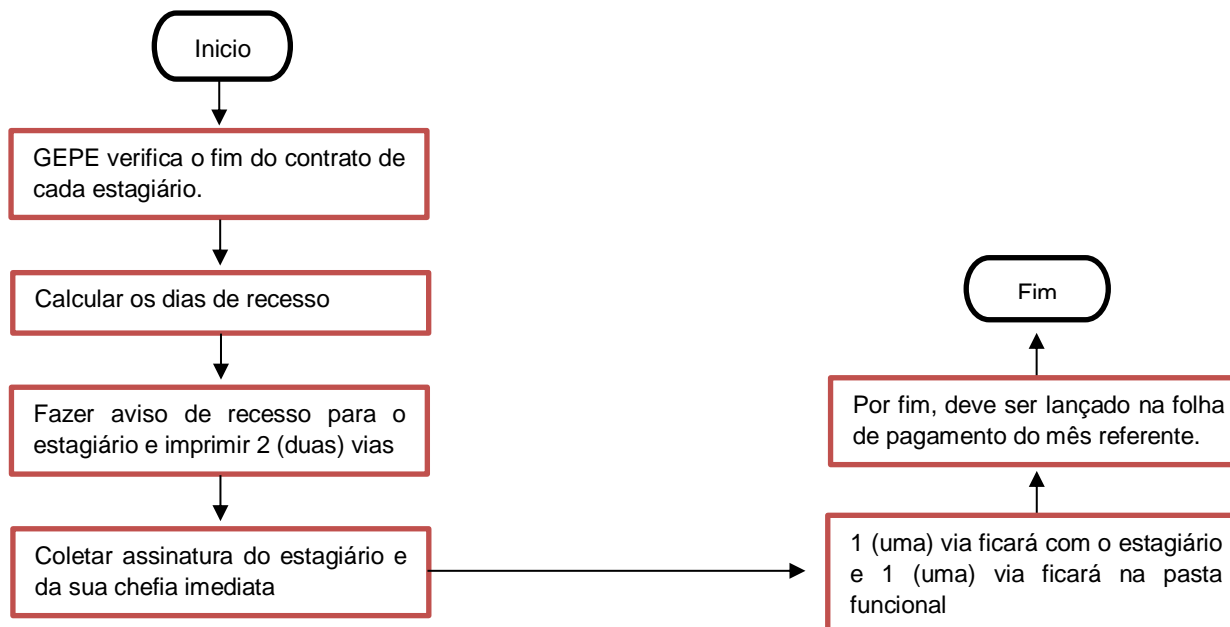 Inicio
GEPE verifica o fim do contrato de
cada estagiário.
Calcular os dias de recesso
Fazer aviso de recesso para o
estagiário e imprimir 2 (duas) vias
Coletar assinatura do estagiário e
da sua chefia imediata
1 (uma) via ficará com o estagiário
e 1 (uma) via ficará na pasta
funcional
Por fim, deve ser lançado na folha
de pagamento do mês referente.
Fim